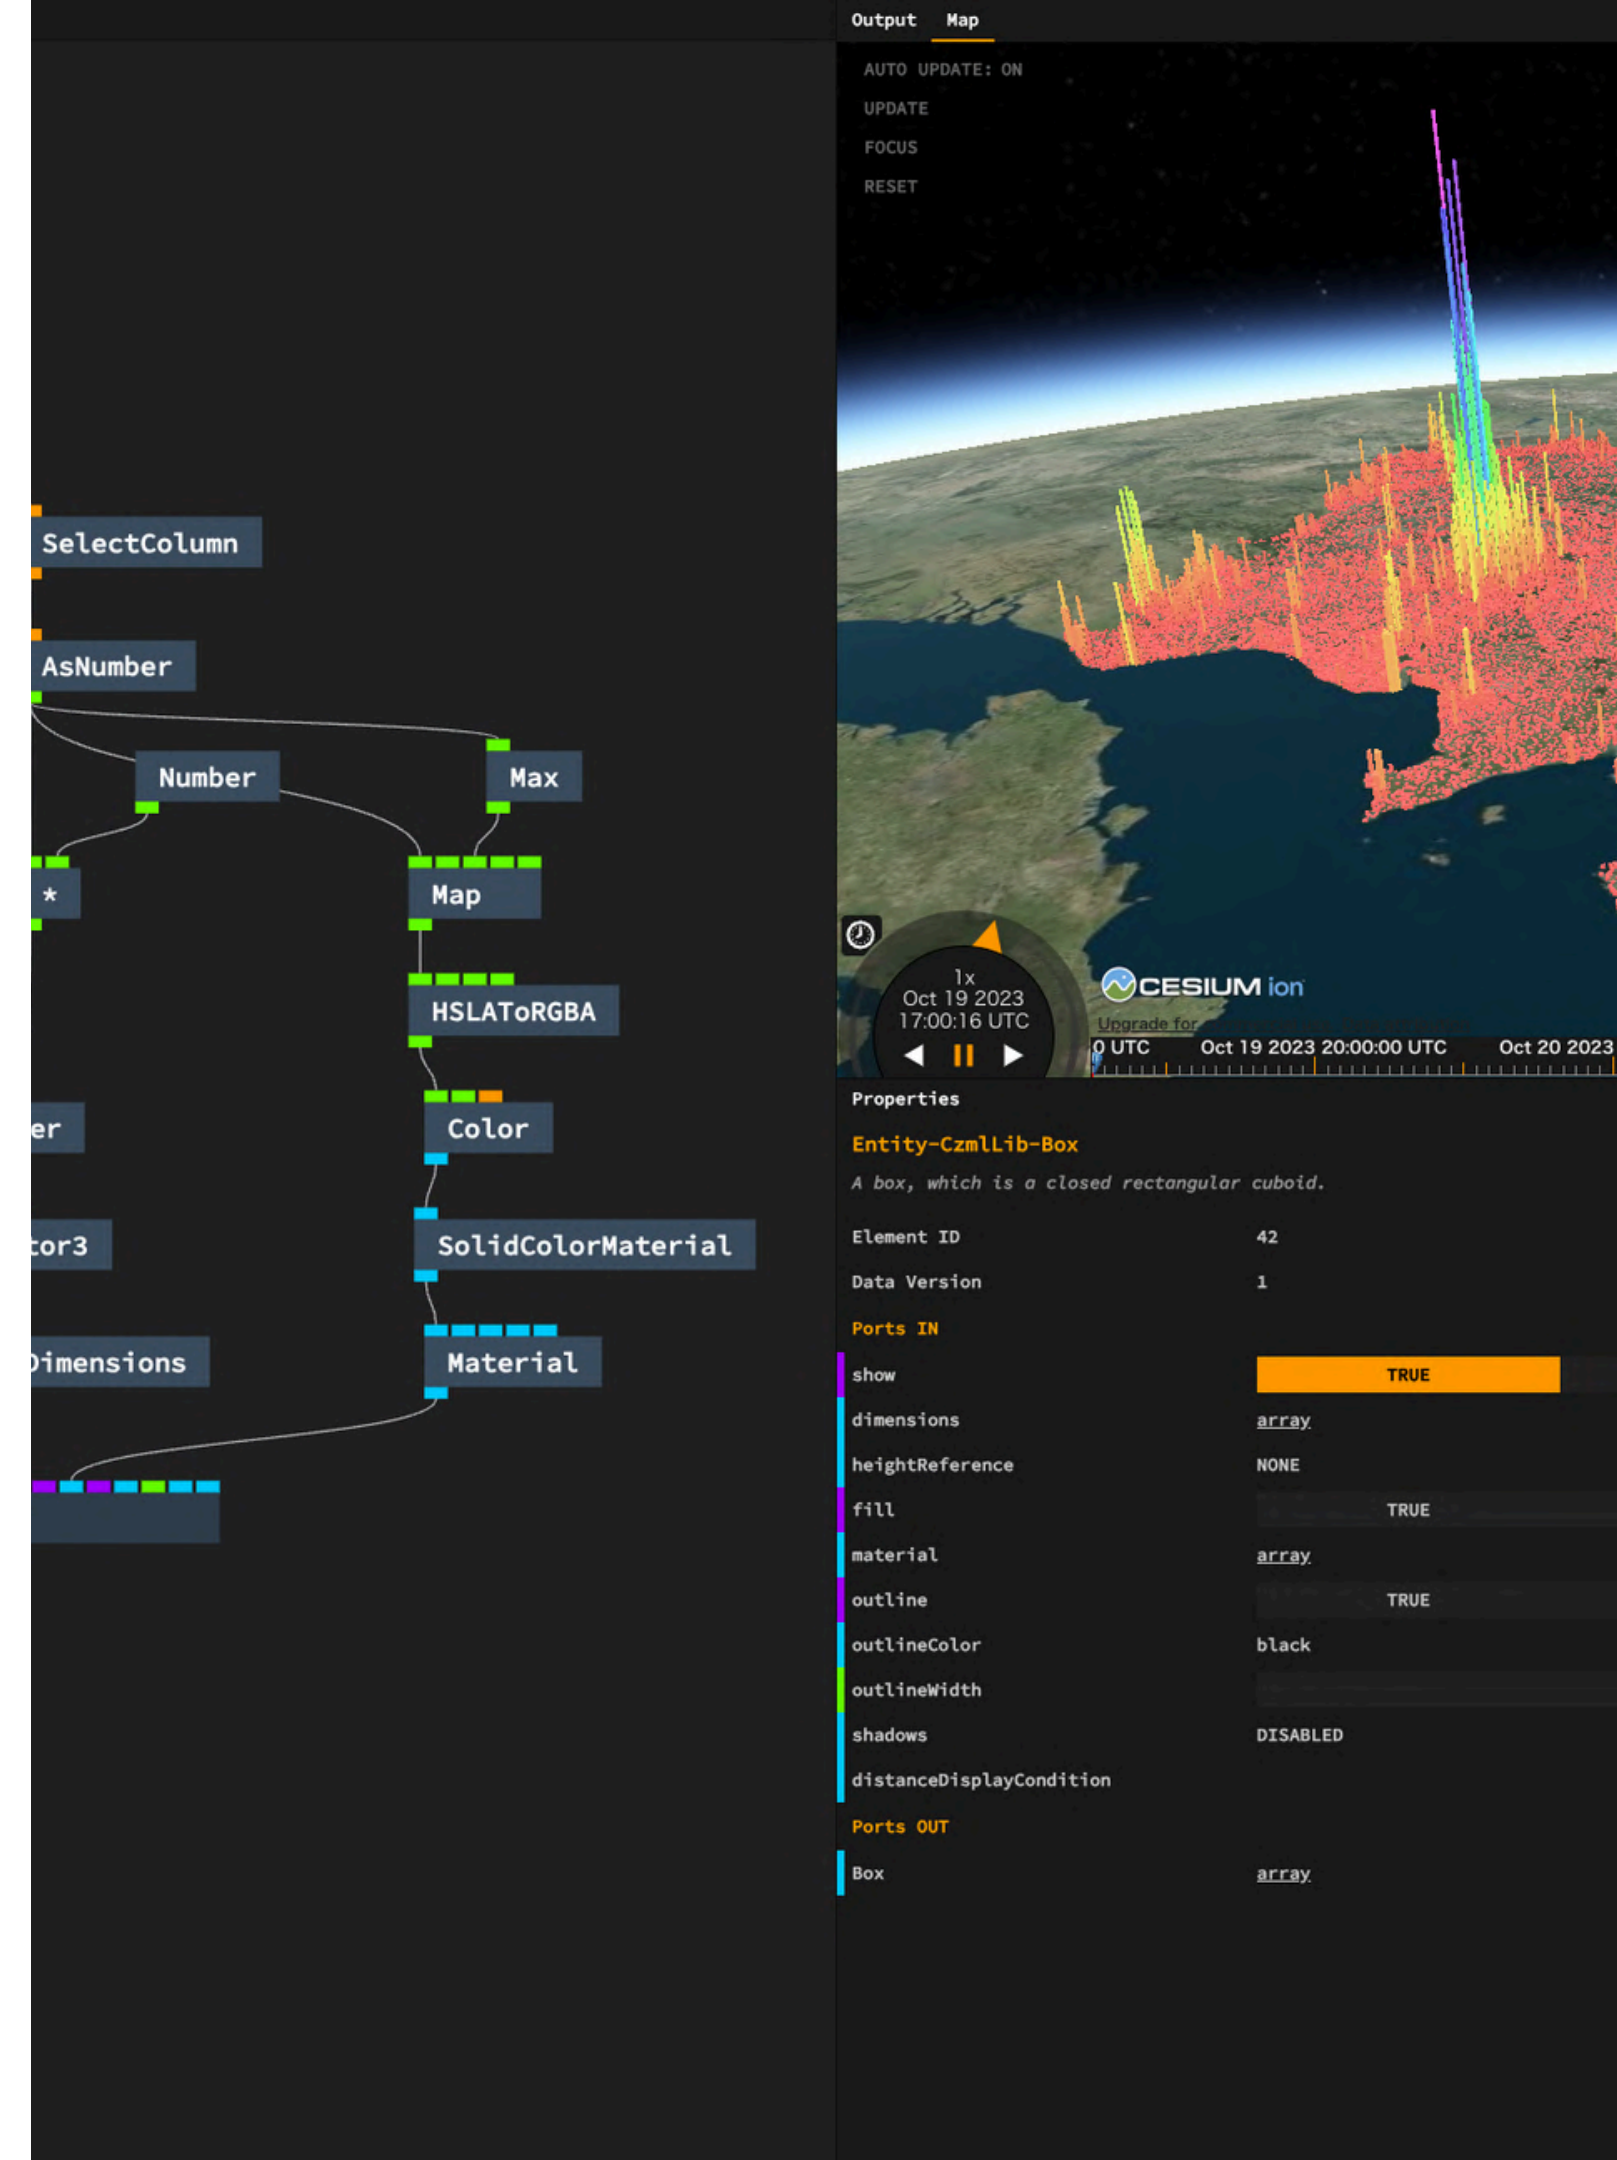 SelectColumn
AsNumber
Number
Max
*
Map
HSLAToRGBA
er
Color
tor3
SolidColorMaterial
Dimensions
Material
Output Map
AUTO UPDATE: ON
UPDATE
FOCUS
RESET
1x
Oct 19 2023
17:00:16 UTC
CESIUM ion
Upgrade for
0 UTC Oct 19 2023 20:00:00 UTC Oct 20 2023
Properties
Entity-CzmlLib-Box
A box, which is a closed rectangular cuboid.
Element ID 42
Data Version 1
Ports IN
show TRUE
dimensions array
heightReference NONE
fill TRUE
material array
outline TRUE
outlineColor black
outlineWidth
shadows DISABLED
distanceDisplayCondition
Ports OUT
Box array